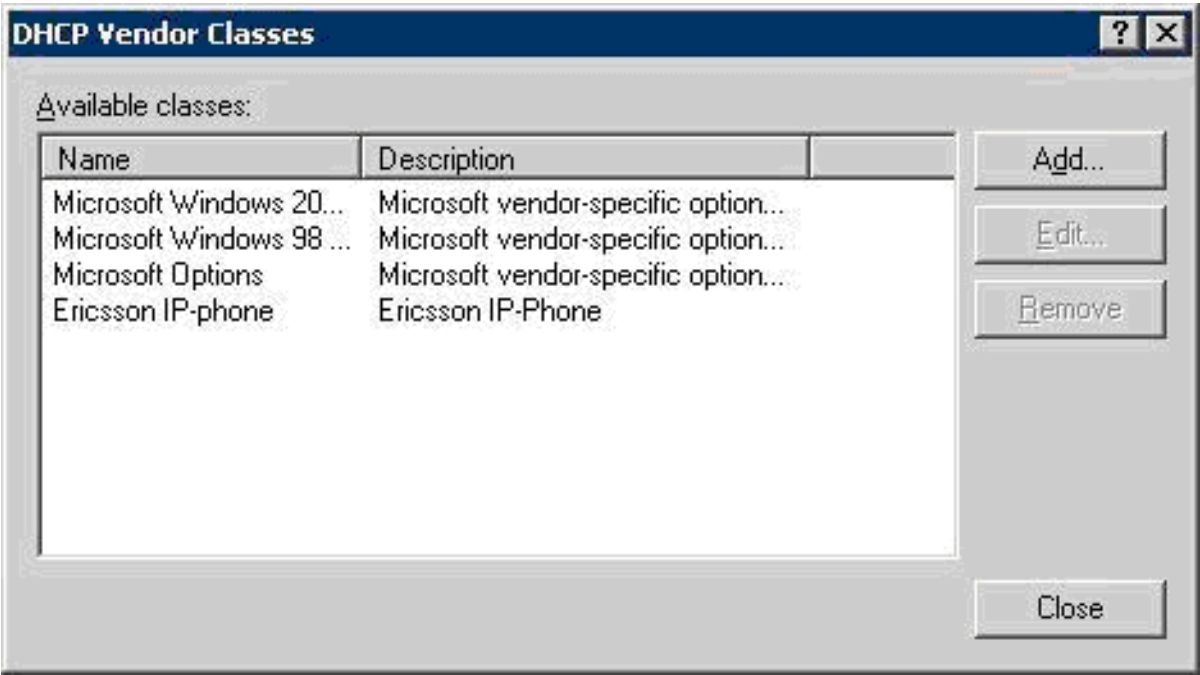 DHCP Vendor Classes
Available classes:
Name Description
Add...
Microsoft Windows 20... Microsoft vendor-specific option...
Microsoft Windows 98 ... Microsoft vendor-specific option...
Edit...
Microsoft Options Microsoft vendor-specific option...
Ericsson IP-phone Ericsson IP-Phone
Remove
Close